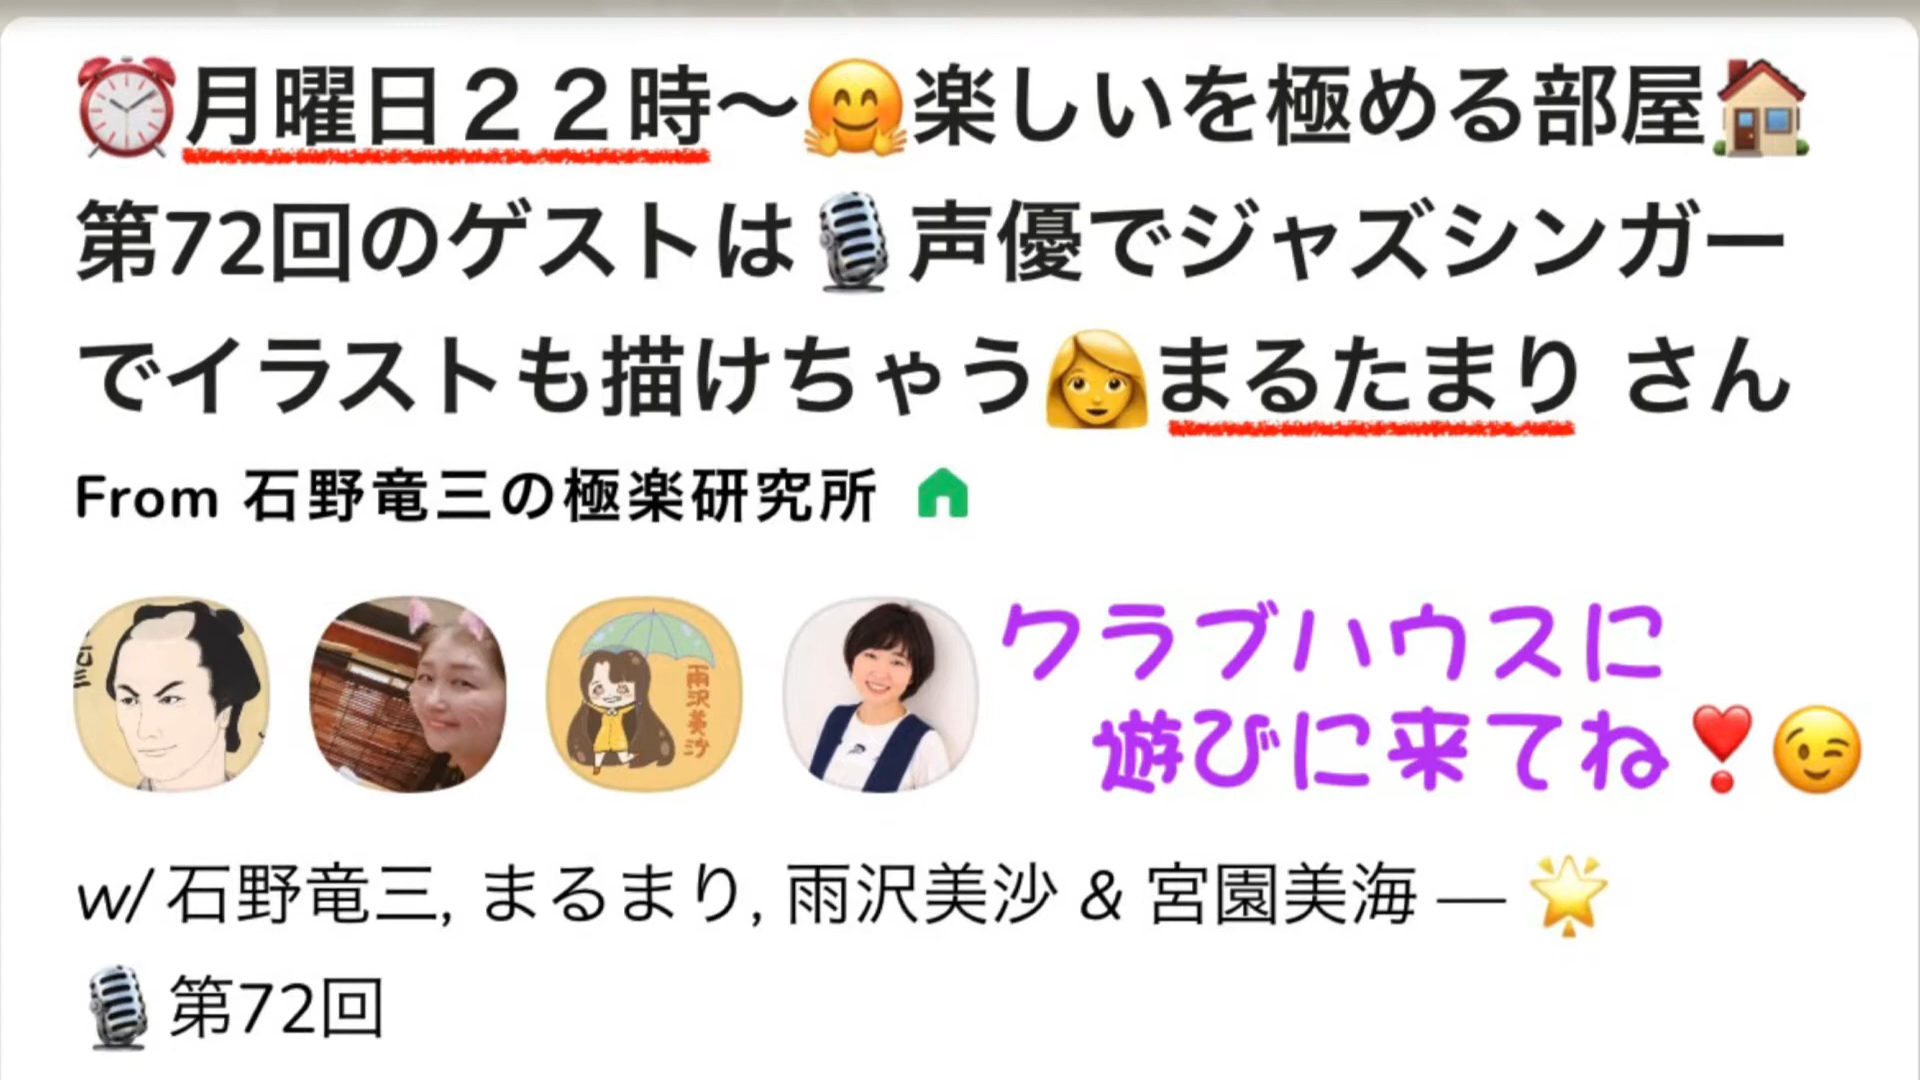 ⏰月曜日２２時〜🤗楽しいを極める部屋🏠
第72回のゲストは🎙声優でジャズシンガー
でイラストも描けちゃう👩まるたまり さん
From 石野竜三の極楽研究所
雨沢美沙
クラブハウスに
遊びに来てね❣😉
w/ 石野竜三, まるまり, 雨沢美沙 & 宮園美海 — 🌟
🎙第72回